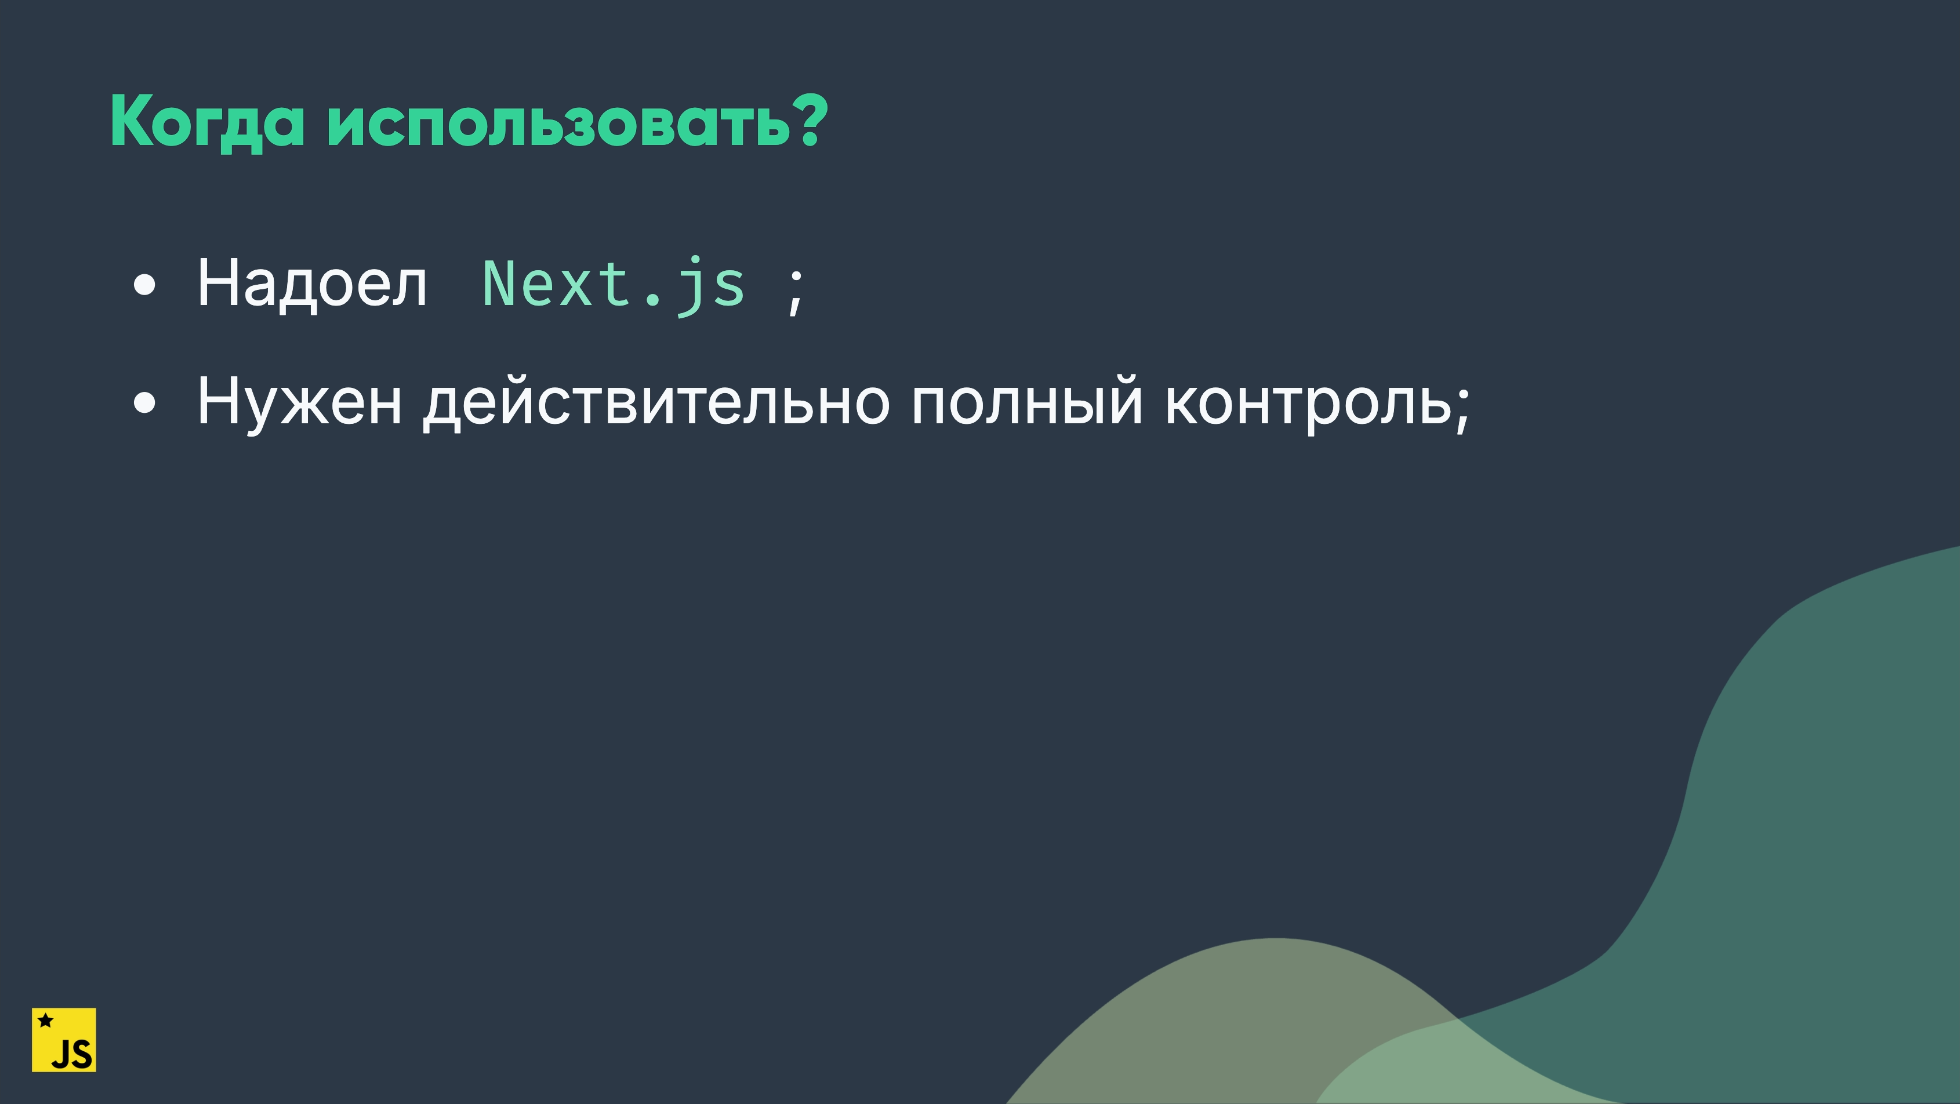 Когда использовать?
• Надоел Next.js ;
• Нужен действительно полный контроль;
JS